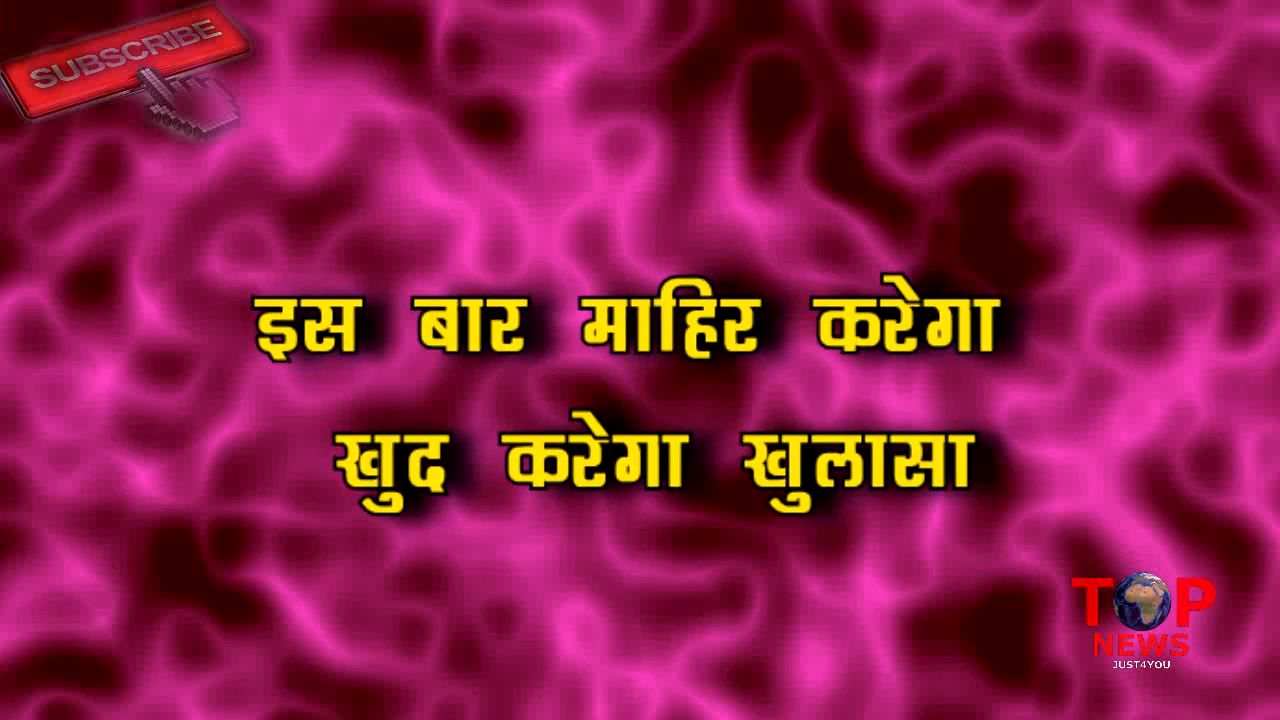 SUBSCRIBE
इस बार माहिर करेगा
खुद करेगा खुलासा
TOP
NEWS
JUST4YOU